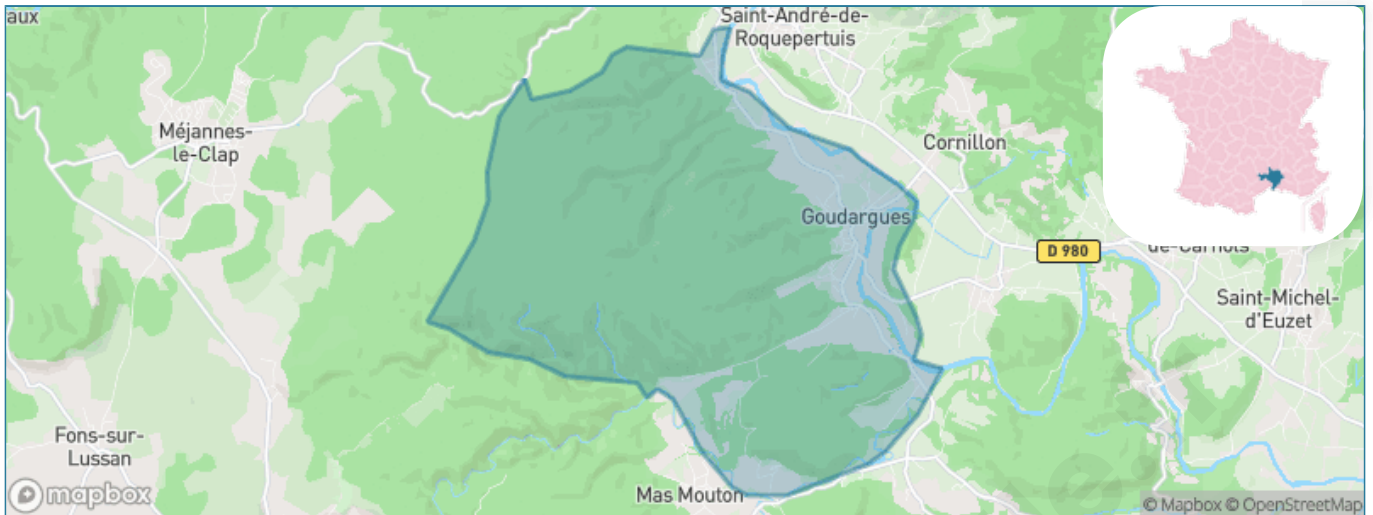 aux
Saint-André-de-
Roquepertuis
Méjannes-
le-Clap
Cornillon
Goudargues
D 980
de-Carnols
Saint-Michel-
d'Euzet
Fons-sur-
Lussan
Mas Mouton
mapbox
© Mapbox © OpenStreetMap